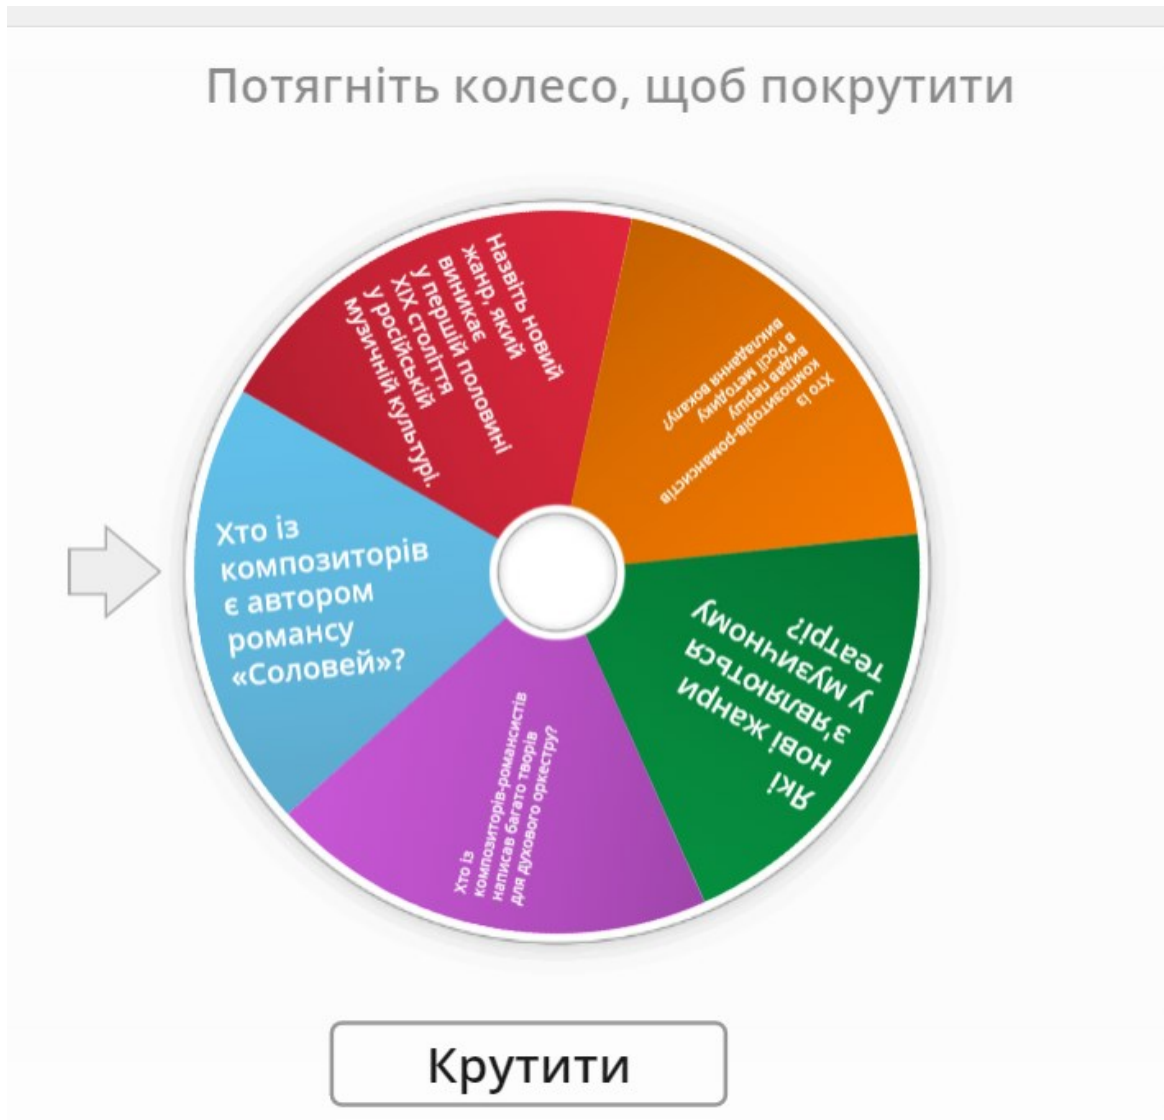 Потягніть колесо, щоб покрутити
Назвіть новий
жанр, який
виникає
у першій половині
ХІХ століття
у російській
музичній культурі.
Хто із
композиторів-романсистів
видав першу
в Росії методику
викладання вокалу?
Які
нові жанри
з'являються
у музичному
театрі?
Хто із
композиторів-романсистів
написав багато творів
для духового оркестру?
Хто із
композиторів
є автором
романсу
«Соловей»?
Крутити